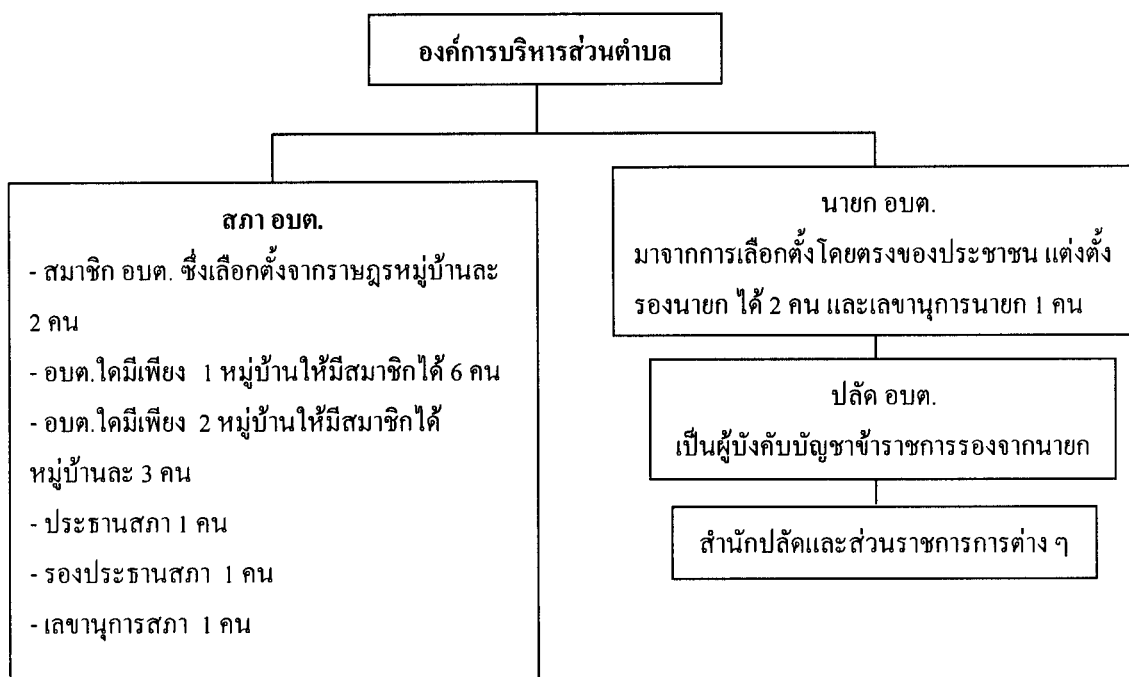 องค์การบริหารส่วนตำบล
สภา อบต.
- สมาชิก อบต. ซึ่งเลือกตั้งจากราษฎรหมู่บ้านละ
2 คน
- อบต.ใดมีเพียง 1 หมู่บ้านให้มีสมาชิกได้ 6 คน
- อบต.ใดมีเพียง 2 หมู่บ้านให้มีสมาชิกได้
หมู่บ้านละ 3 คน
- ประธานสภา 1 คน
- รองประธานสภา 1 คน
- เลขานุการสภา 1 คน
นายก อบต.
มาจากการเลือกตั้งโดยตรงของประชาชน แต่งตั้ง
รองนายก ได้ 2 คน และเลขานุการนายก 1 คน
ปลัด อบต.
เป็นผู้บังคับบัญชาข้าราชการรองจากนายก
สำนักปลัดและส่วนราชการการต่าง ๆ